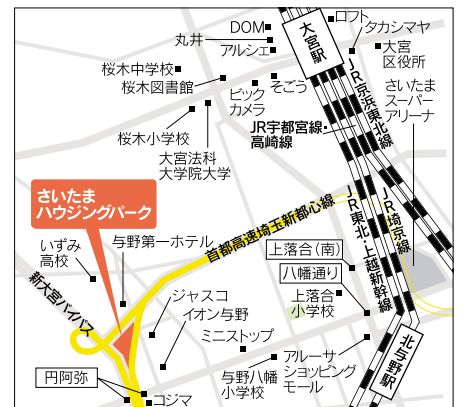 DOM
丸井
アルシェ
大宮駅
ロフト
タカシマヤ
大宮
区役所
桜木中学校
桜木図書館
ビック
カメラ
そごう
JR京浜東北線
さいたま
スーパー
アリーナ
桜木小学校
大宮法科
大学院大学
JR宇都宮線・
高崎線
さいたま
ハウジングパーク
首都高速埼玉新都心線
JR東北・上越新幹線
JR埼京線
いずみ
高校
与野第一ホテル
上落合(南)
八幡通り
新大宮バイパス
ジャスコ
イオン与野
上落合
小学校
ミニストップ
北与野駅
円阿弥
コジマ
与野八幡
小学校
アルーサ
ショッピング
モール